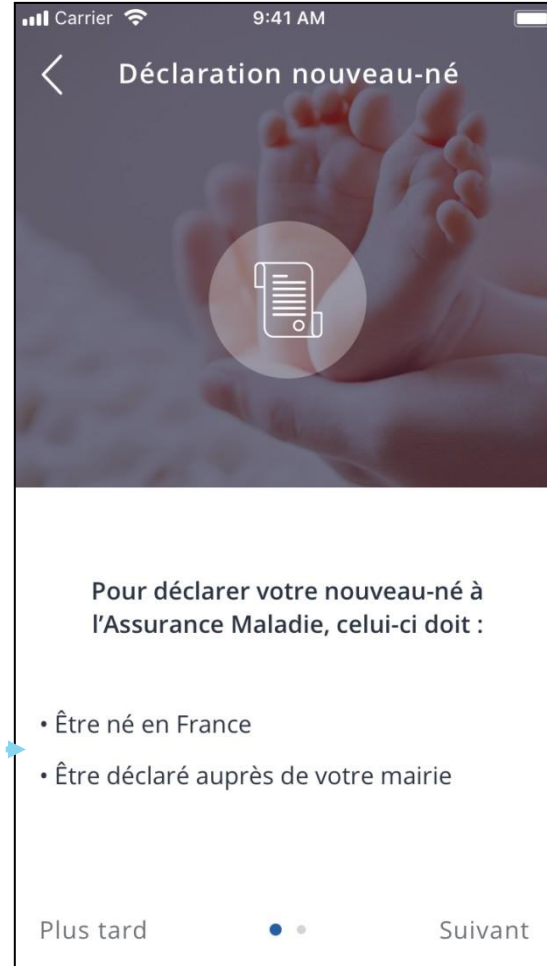 Carrier 9:41 AM
Déclaration nouveau-né
Pour déclarer votre nouveau-né à
l’Assurance Maladie, celui-ci doit :
• Être né en France
• Être déclaré auprès de votre mairie
Plus tard Suivant